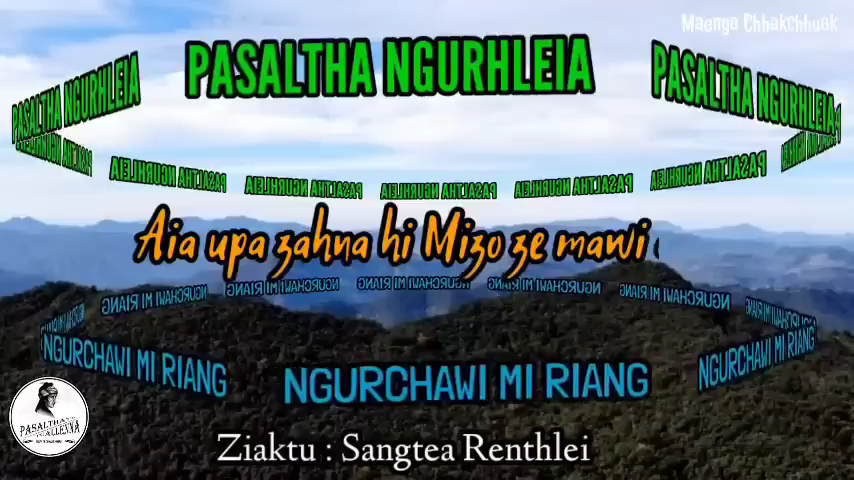 Maenga Chhakchhuak
PASALTHA NGURHLEIA
PASALTHA NGURHLEIA
PASALTHA NGURHLEIA
PASALTHA NGURHLEIA
PASALTHA NGURHLEIA
PASALTHA NGURHLEIA
PASALTHA NGURHLEIA
PASALTHA NGURHLEIA
Aia upa zahna hi Mizo ze mawi
NGURCHAWI MI RIANG
NGURCHAWI MI RIANG
NGURCHAWI MI RIANG
NGURCHAWI MI RIANG
NGURCHAWI MI RIANG
NGURCHAWI MI RIANG
NGURCHAWI MI RIANG
NGURCHAWI MI RIANG
PASALTHA
THALLENNA
Ziaktu : Sangtea Renthlei